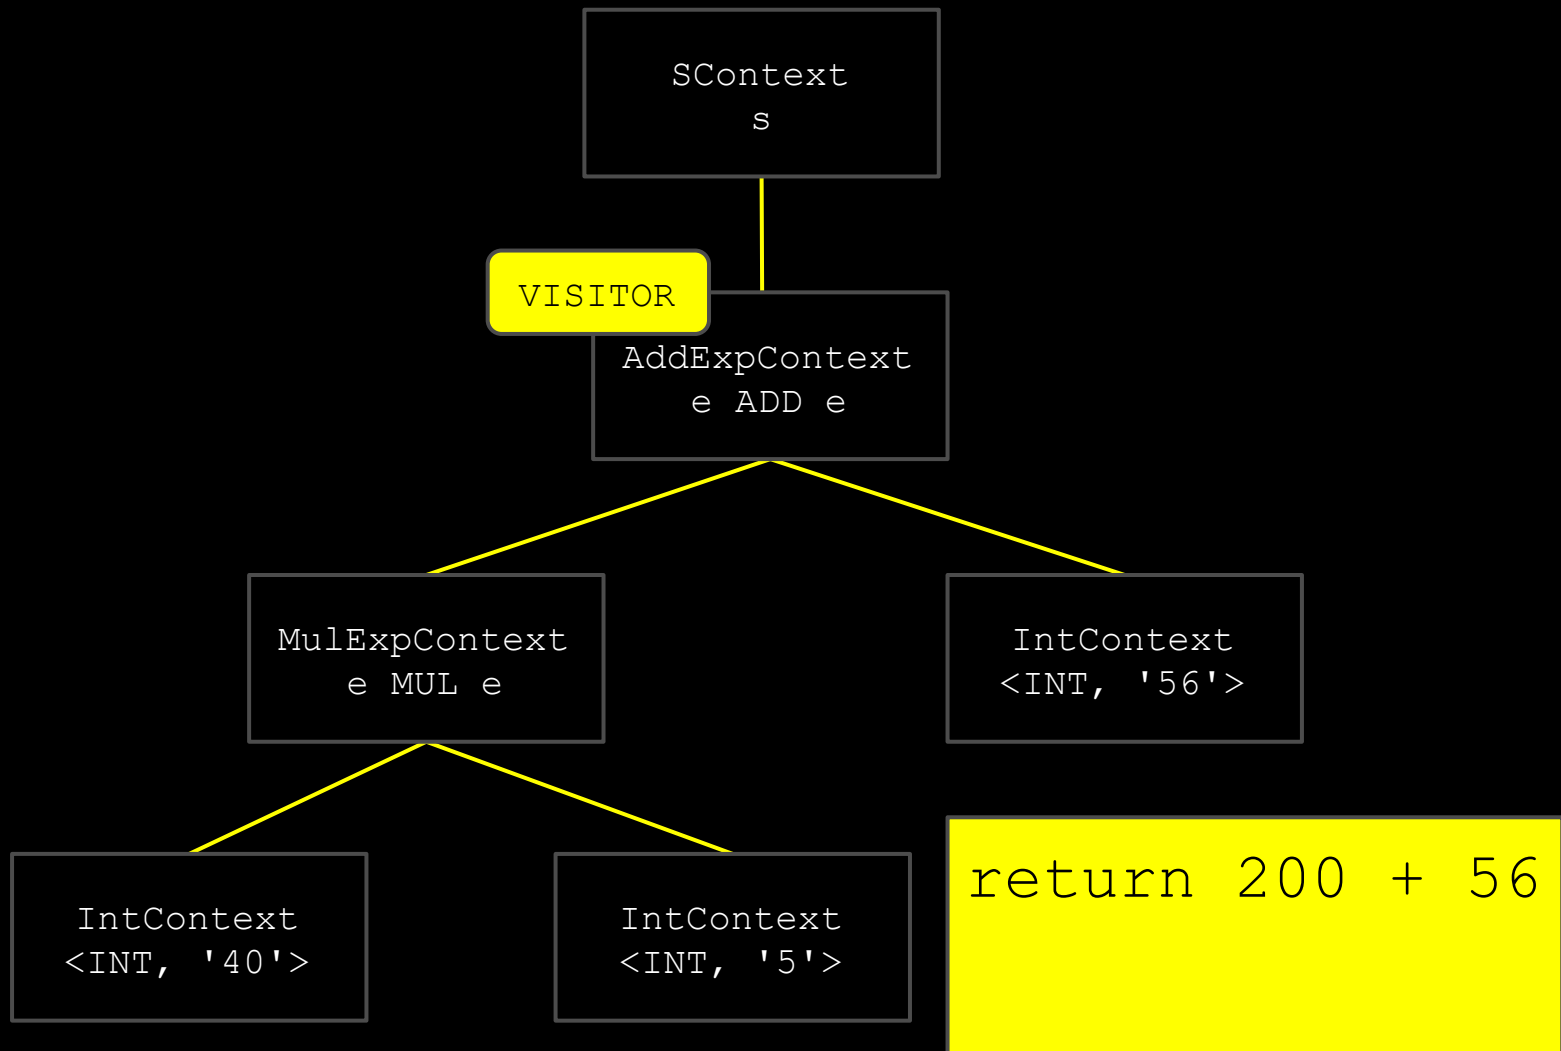 SContext
s
VISITOR
AddExpContext
e ADD e
MulExpContext
e MUL e
IntContext
<INT, '56'>
IntContext
<INT, '40'>
IntContext
<INT, '5'>
return 200 + 56